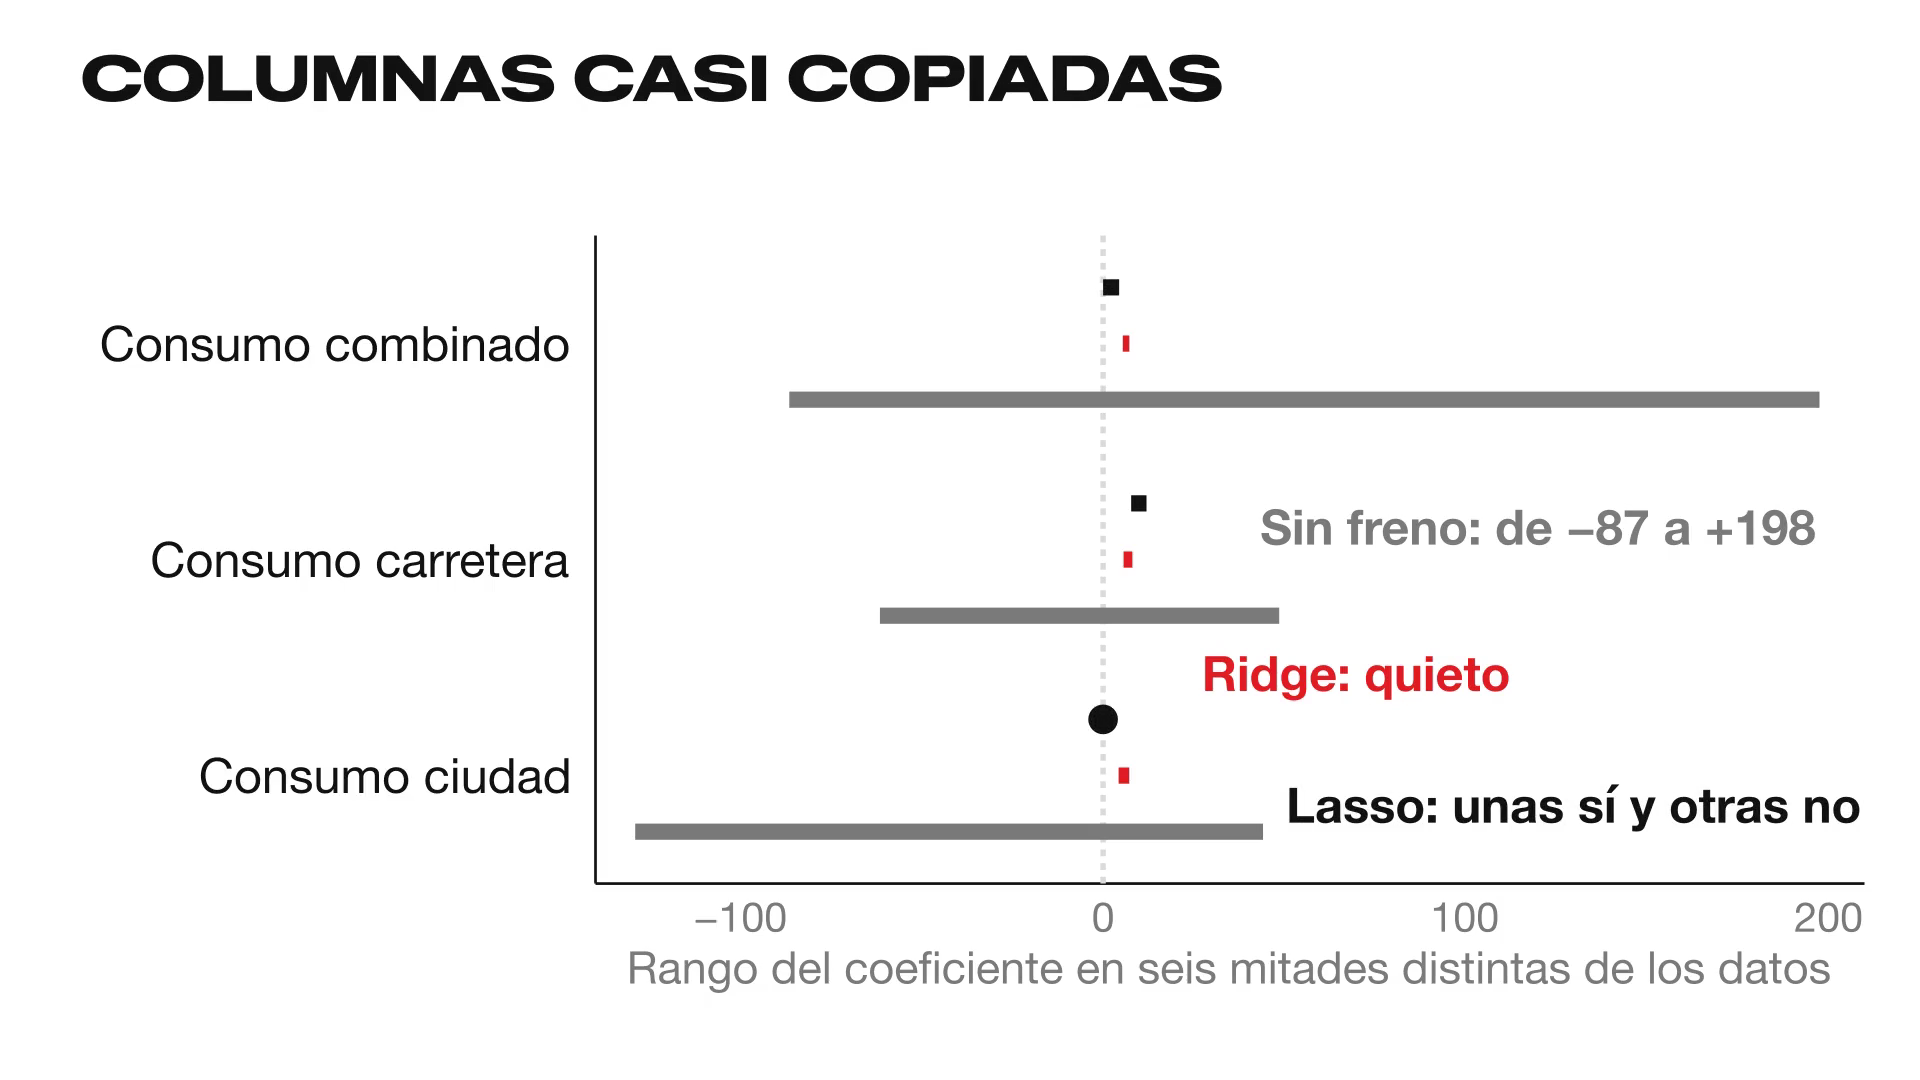 COLUMNAS CASI COPIADAS
Consumo combinado
Consumo carretera
Sin freno: de −87 a +198
Ridge: quieto
Consumo ciudad
Lasso: unas sí y otras no
−100 0 100 200
Rango del coeficiente en seis mitades distintas de los datos